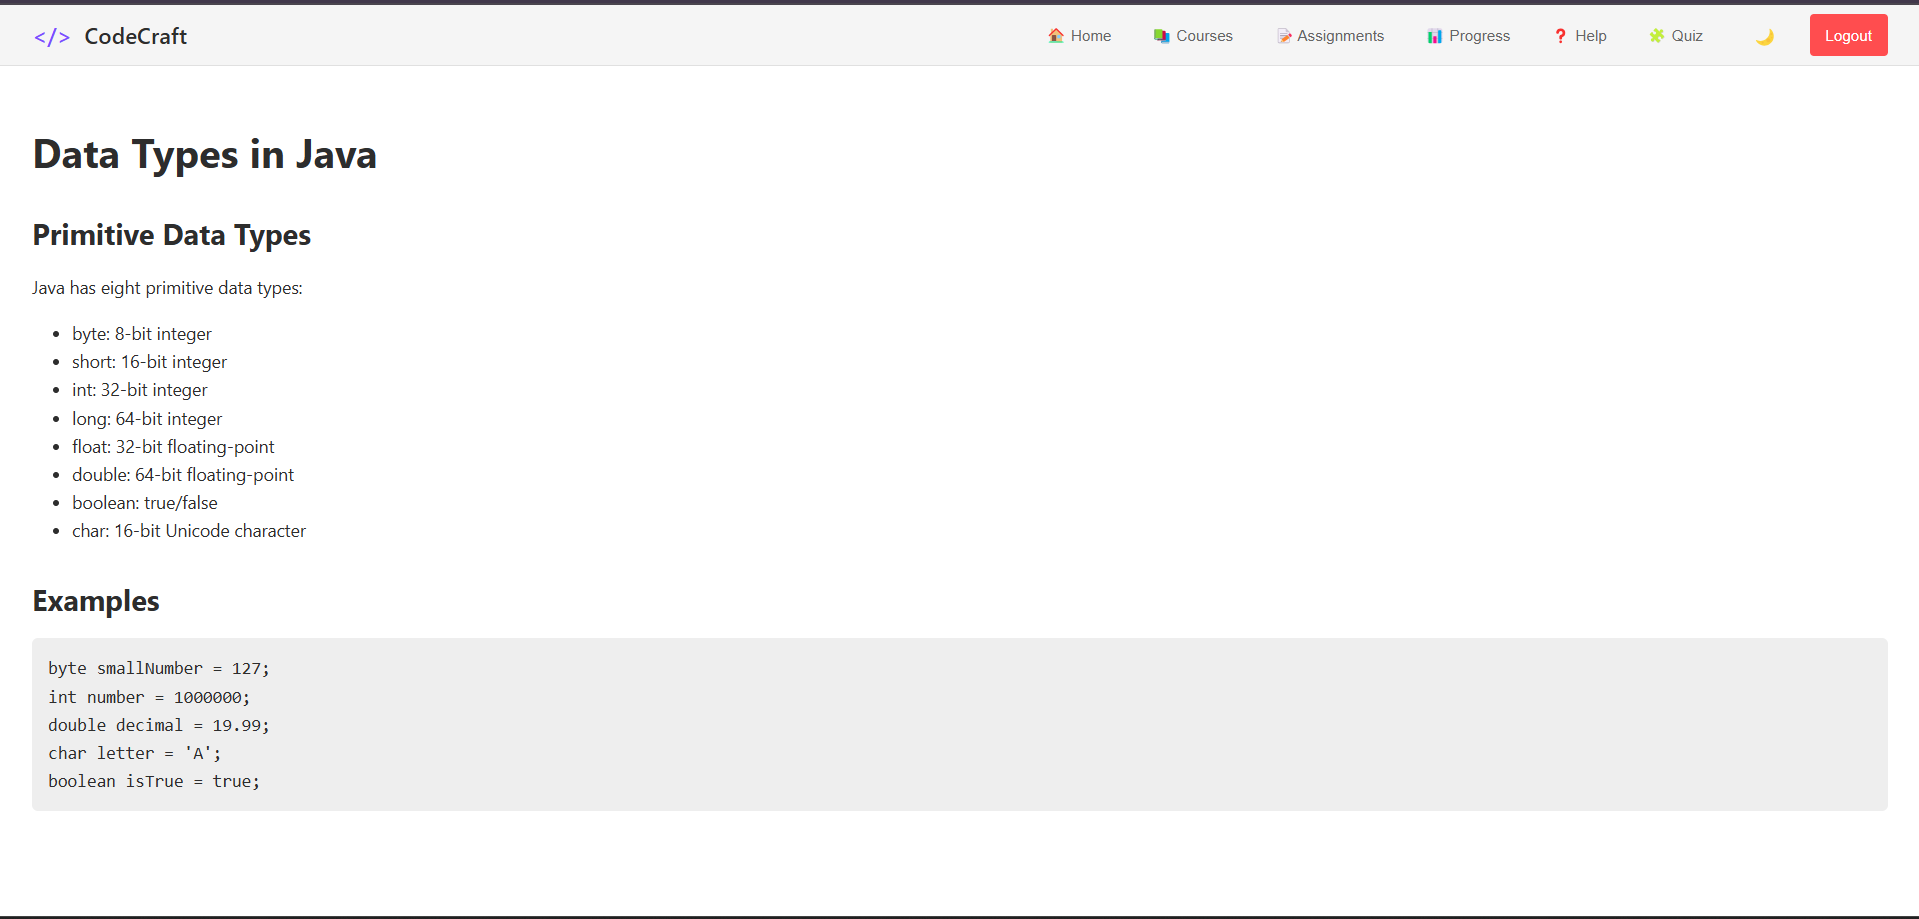 </> CodeCraft Home Courses Assignments Progress Help Quiz Logout
Data Types in Java
Primitive Data Types
Java has eight primitive data types:
• byte: 8-bit integer
• short: 16-bit integer
• int: 32-bit integer
• long: 64-bit integer
• float: 32-bit floating-point
• double: 64-bit floating-point
• boolean: true/false
• char: 16-bit Unicode character
Examples
byte smallNumber = 127;
int number = 1000000;
double decimal = 19.99;
char letter = 'A';
boolean isTrue = true;